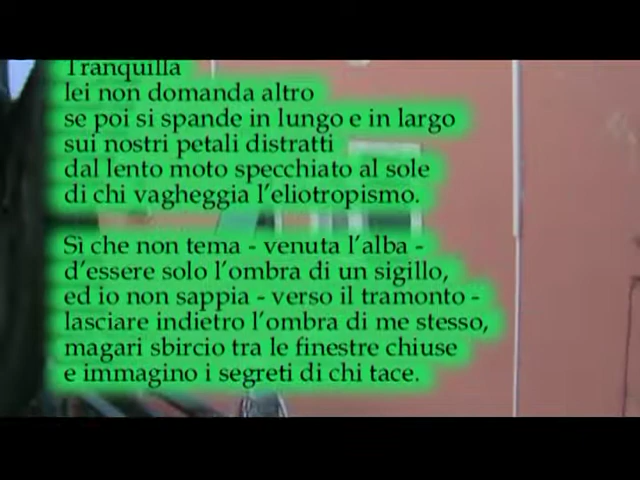 Tranquilla
lei non domanda altro
se poi si spande in lungo e in largo
sui nostri petali distratti
dal lento moto specchiato al sole
di chi vagheggia l'eliotropismo.
Sì che non tema - venuta l'alba -
d'essere solo l'ombra di un sigillo,
ed io non sappia - verso il tramonto -
lasciare indietro l'ombra di me stesso,
magari sbircio tra le finestre chiuse
e immagino i segreti di chi tace.